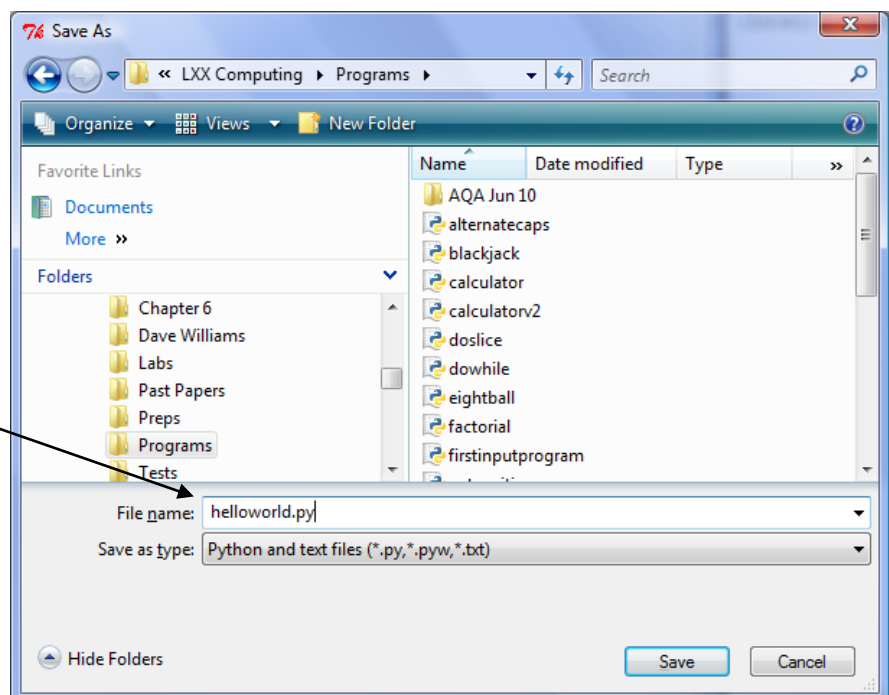 Save As
« LXX Computing ▸ Programs ▸ Search
Organize Views New Folder
Favorite Links
Documents
More »
Folders
Chapter 6
Dave Williams
Labs
Past Papers
Preps
Programs
Tests
Name Date modified Type »
AQA Jun 10
alternatecaps
blackjack
calculator
calculatorv2
doslice
dowhile
eightball
factorial
firstinputprogram
File name: helloworld.py
Save as type: Python and text files (*.py,*.pyw,*.txt)
Hide Folders Save Cancel